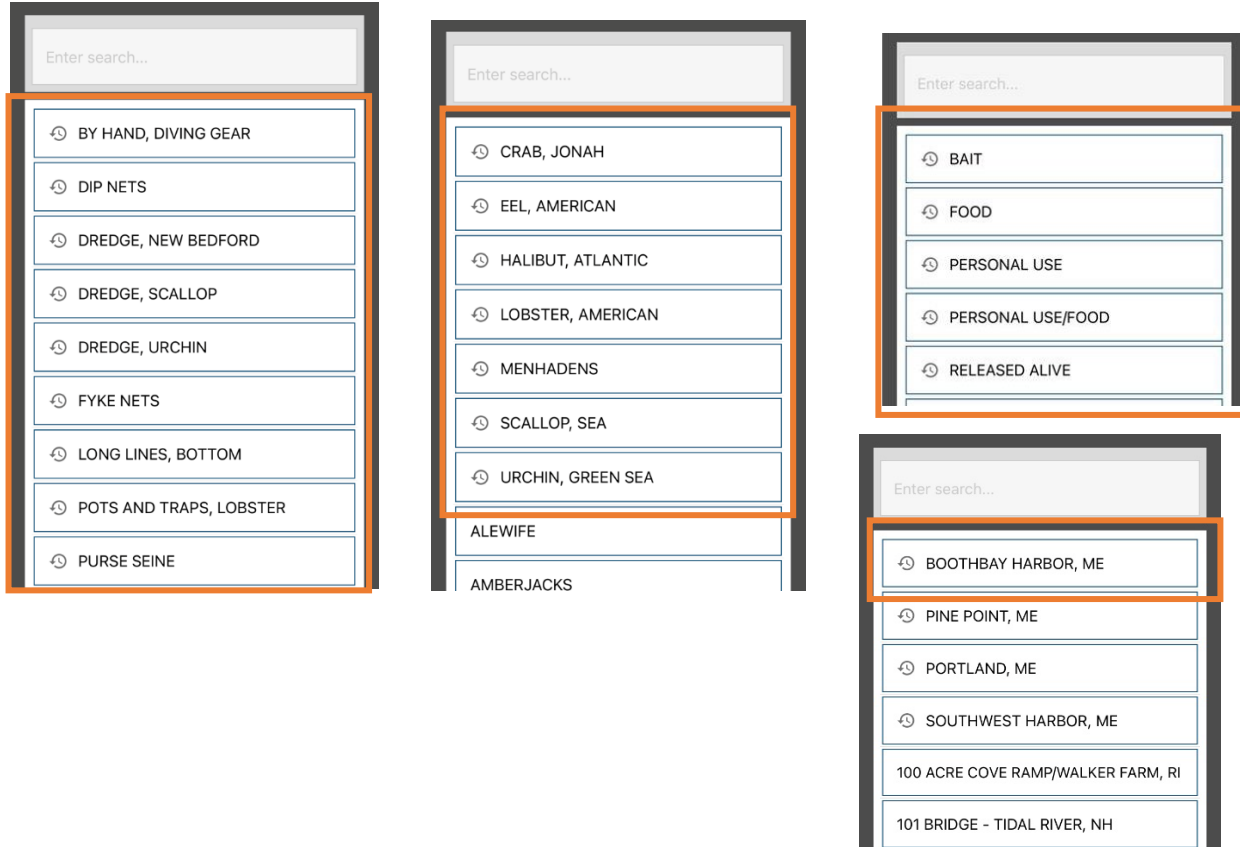 Enter search...
BY HAND, DIVING GEAR
DIP NETS
DREDGE, NEW BEDFORD
DREDGE, SCALLOP
DREDGE, URCHIN
FYKE NETS
LONG LINES, BOTTOM
POTS AND TRAPS, LOBSTER
PURSE SEINE
Enter search...
CRAB, JONAH
EEL, AMERICAN
HALIBUT, ATLANTIC
LOBSTER, AMERICAN
MENHADENS
SCALLOP, SEA
URCHIN, GREEN SEA
ALEWIFE
AMBERJACKS
Enter search...
BAIT
FOOD
PERSONAL USE
PERSONAL USE/FOOD
RELEASED ALIVE
Enter search...
BOOTHBAY HARBOR, ME
PINE POINT, ME
PORTLAND, ME
SOUTHWEST HARBOR, ME
100 ACRE COVE RAMP/WALKER FARM, RI
101 BRIDGE - TIDAL RIVER, NH